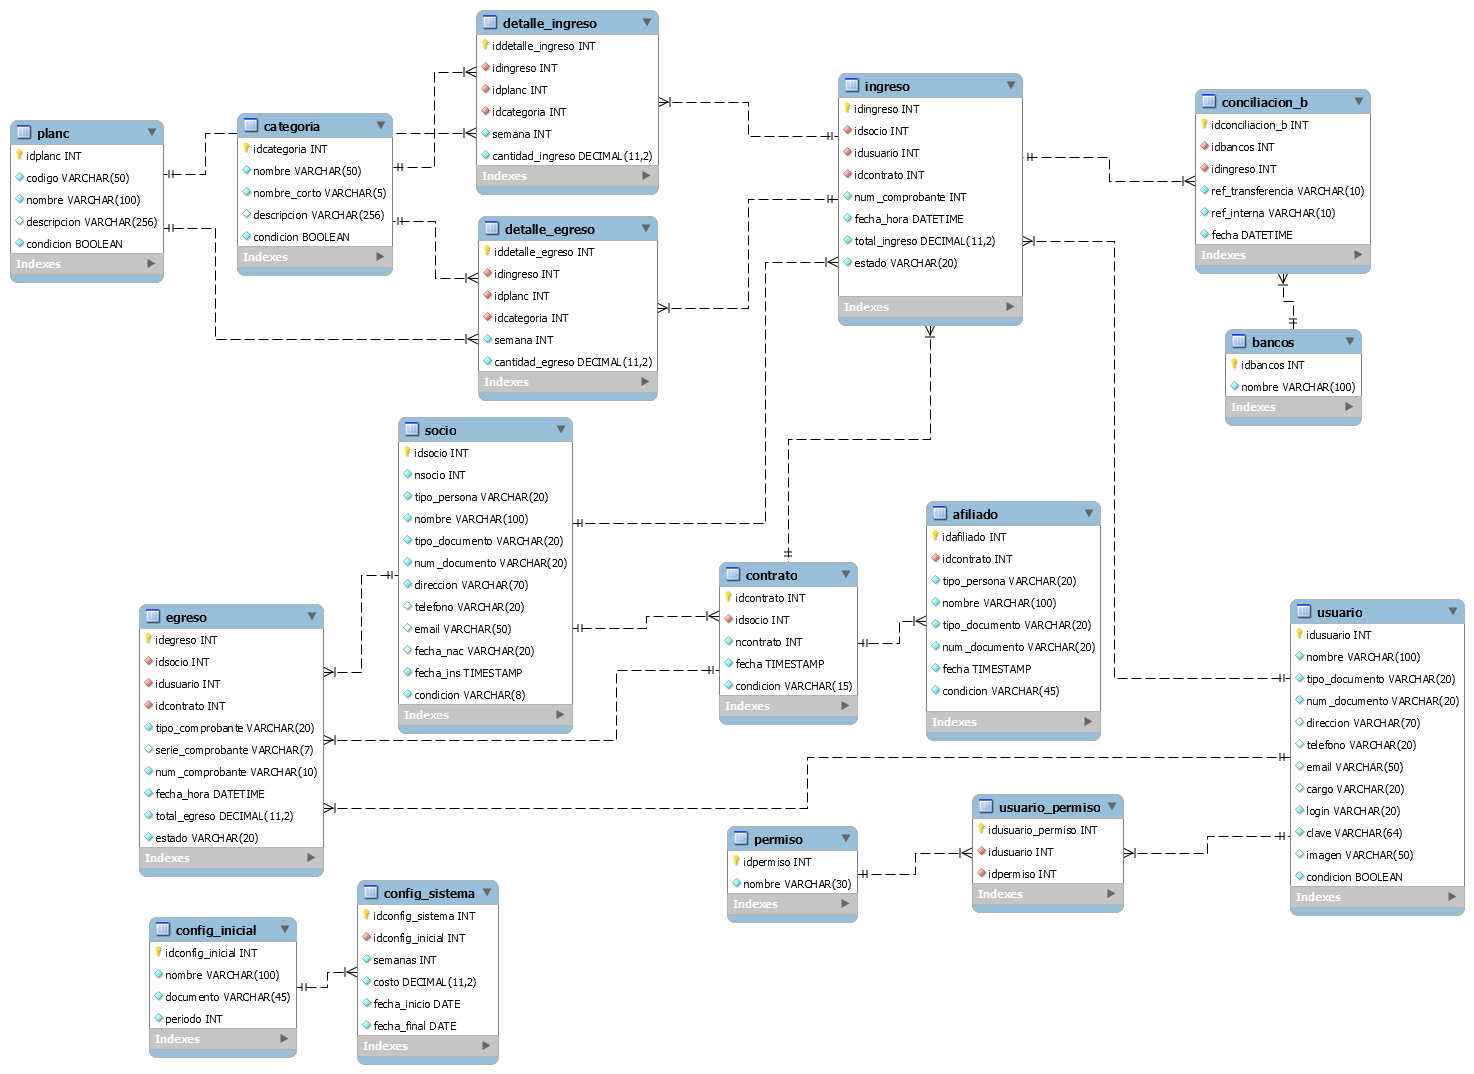 planc
idplanc INT
codigo VARCHAR(50)
nombre VARCHAR(100)
descripcion VARCHAR(256)
condicion BOOLEAN
Indexes
categoria
idcategoria INT
nombre VARCHAR(50)
nombre_corto VARCHAR(5)
descripcion VARCHAR(256)
condicion BOOLEAN
Indexes
detalle_ingreso
iddetalle_ingreso INT
idingreso INT
idplanc INT
idcategoria INT
semana INT
cantidad_ingreso DECIMAL(11,2)
Indexes
detalle_egreso
iddetalle_egreso INT
idingreso INT
idplanc INT
idcategoria INT
semana INT
cantidad_egreso DECIMAL(11,2)
Indexes
ingreso
idingreso INT
idsocio INT
idusuario INT
idcontrato INT
num_comprobante INT
fecha_hora DATETIME
total_ingreso DECIMAL(11,2)
estado VARCHAR(20)
Indexes
conciliacion_b
idconciliacion_b INT
idbancos INT
idingreso INT
ref_transferencia VARCHAR(10)
ref_interna VARCHAR(10)
fecha DATETIME
Indexes
bancos
idbancos INT
nombre VARCHAR(100)
Indexes
socio
idsocio INT
nsocio INT
tipo_persona VARCHAR(20)
nombre VARCHAR(100)
tipo_documento VARCHAR(20)
num_documento VARCHAR(20)
direccion VARCHAR(70)
telefono VARCHAR(20)
email VARCHAR(50)
fecha_nac VARCHAR(20)
fecha_ins TIMESTAMP
condicion VARCHAR(8)
Indexes
contrato
idcontrato INT
idsocio INT
ncontrato INT
fecha TIMESTAMP
condicion VARCHAR(15)
Indexes
afiliado
idafiliado INT
idcontrato INT
tipo_persona VARCHAR(20)
nombre VARCHAR(100)
tipo_documento VARCHAR(20)
num_documento VARCHAR(20)
fecha TIMESTAMP
condicion VARCHAR(45)
Indexes
egreso
idegreso INT
idsocio INT
idusuario INT
idcontrato INT
tipo_comprobante VARCHAR(20)
serie_comprobante VARCHAR(7)
num_comprobante VARCHAR(10)
fecha_hora DATETIME
total_egreso DECIMAL(11,2)
estado VARCHAR(20)
Indexes
usuario
idusuario INT
nombre VARCHAR(100)
tipo_documento VARCHAR(20)
num_documento VARCHAR(20)
direccion VARCHAR(70)
telefono VARCHAR(20)
email VARCHAR(50)
cargo VARCHAR(20)
login VARCHAR(20)
clave VARCHAR(64)
imagen VARCHAR(50)
condicion BOOLEAN
Indexes
usuario_permiso
idusuario_permiso INT
idusuario INT
idpermiso INT
Indexes
permiso
idpermiso INT
nombre VARCHAR(30)
Indexes
config_sistema
idconfig_sistema INT
idconfig_inicial INT
semanas INT
costo DECIMAL(11,2)
fecha_inicio DATE
fecha_final DATE
Indexes
config_inicial
idconfig_inicial INT
nombre VARCHAR(100)
documento VARCHAR(45)
periodo INT
Indexes